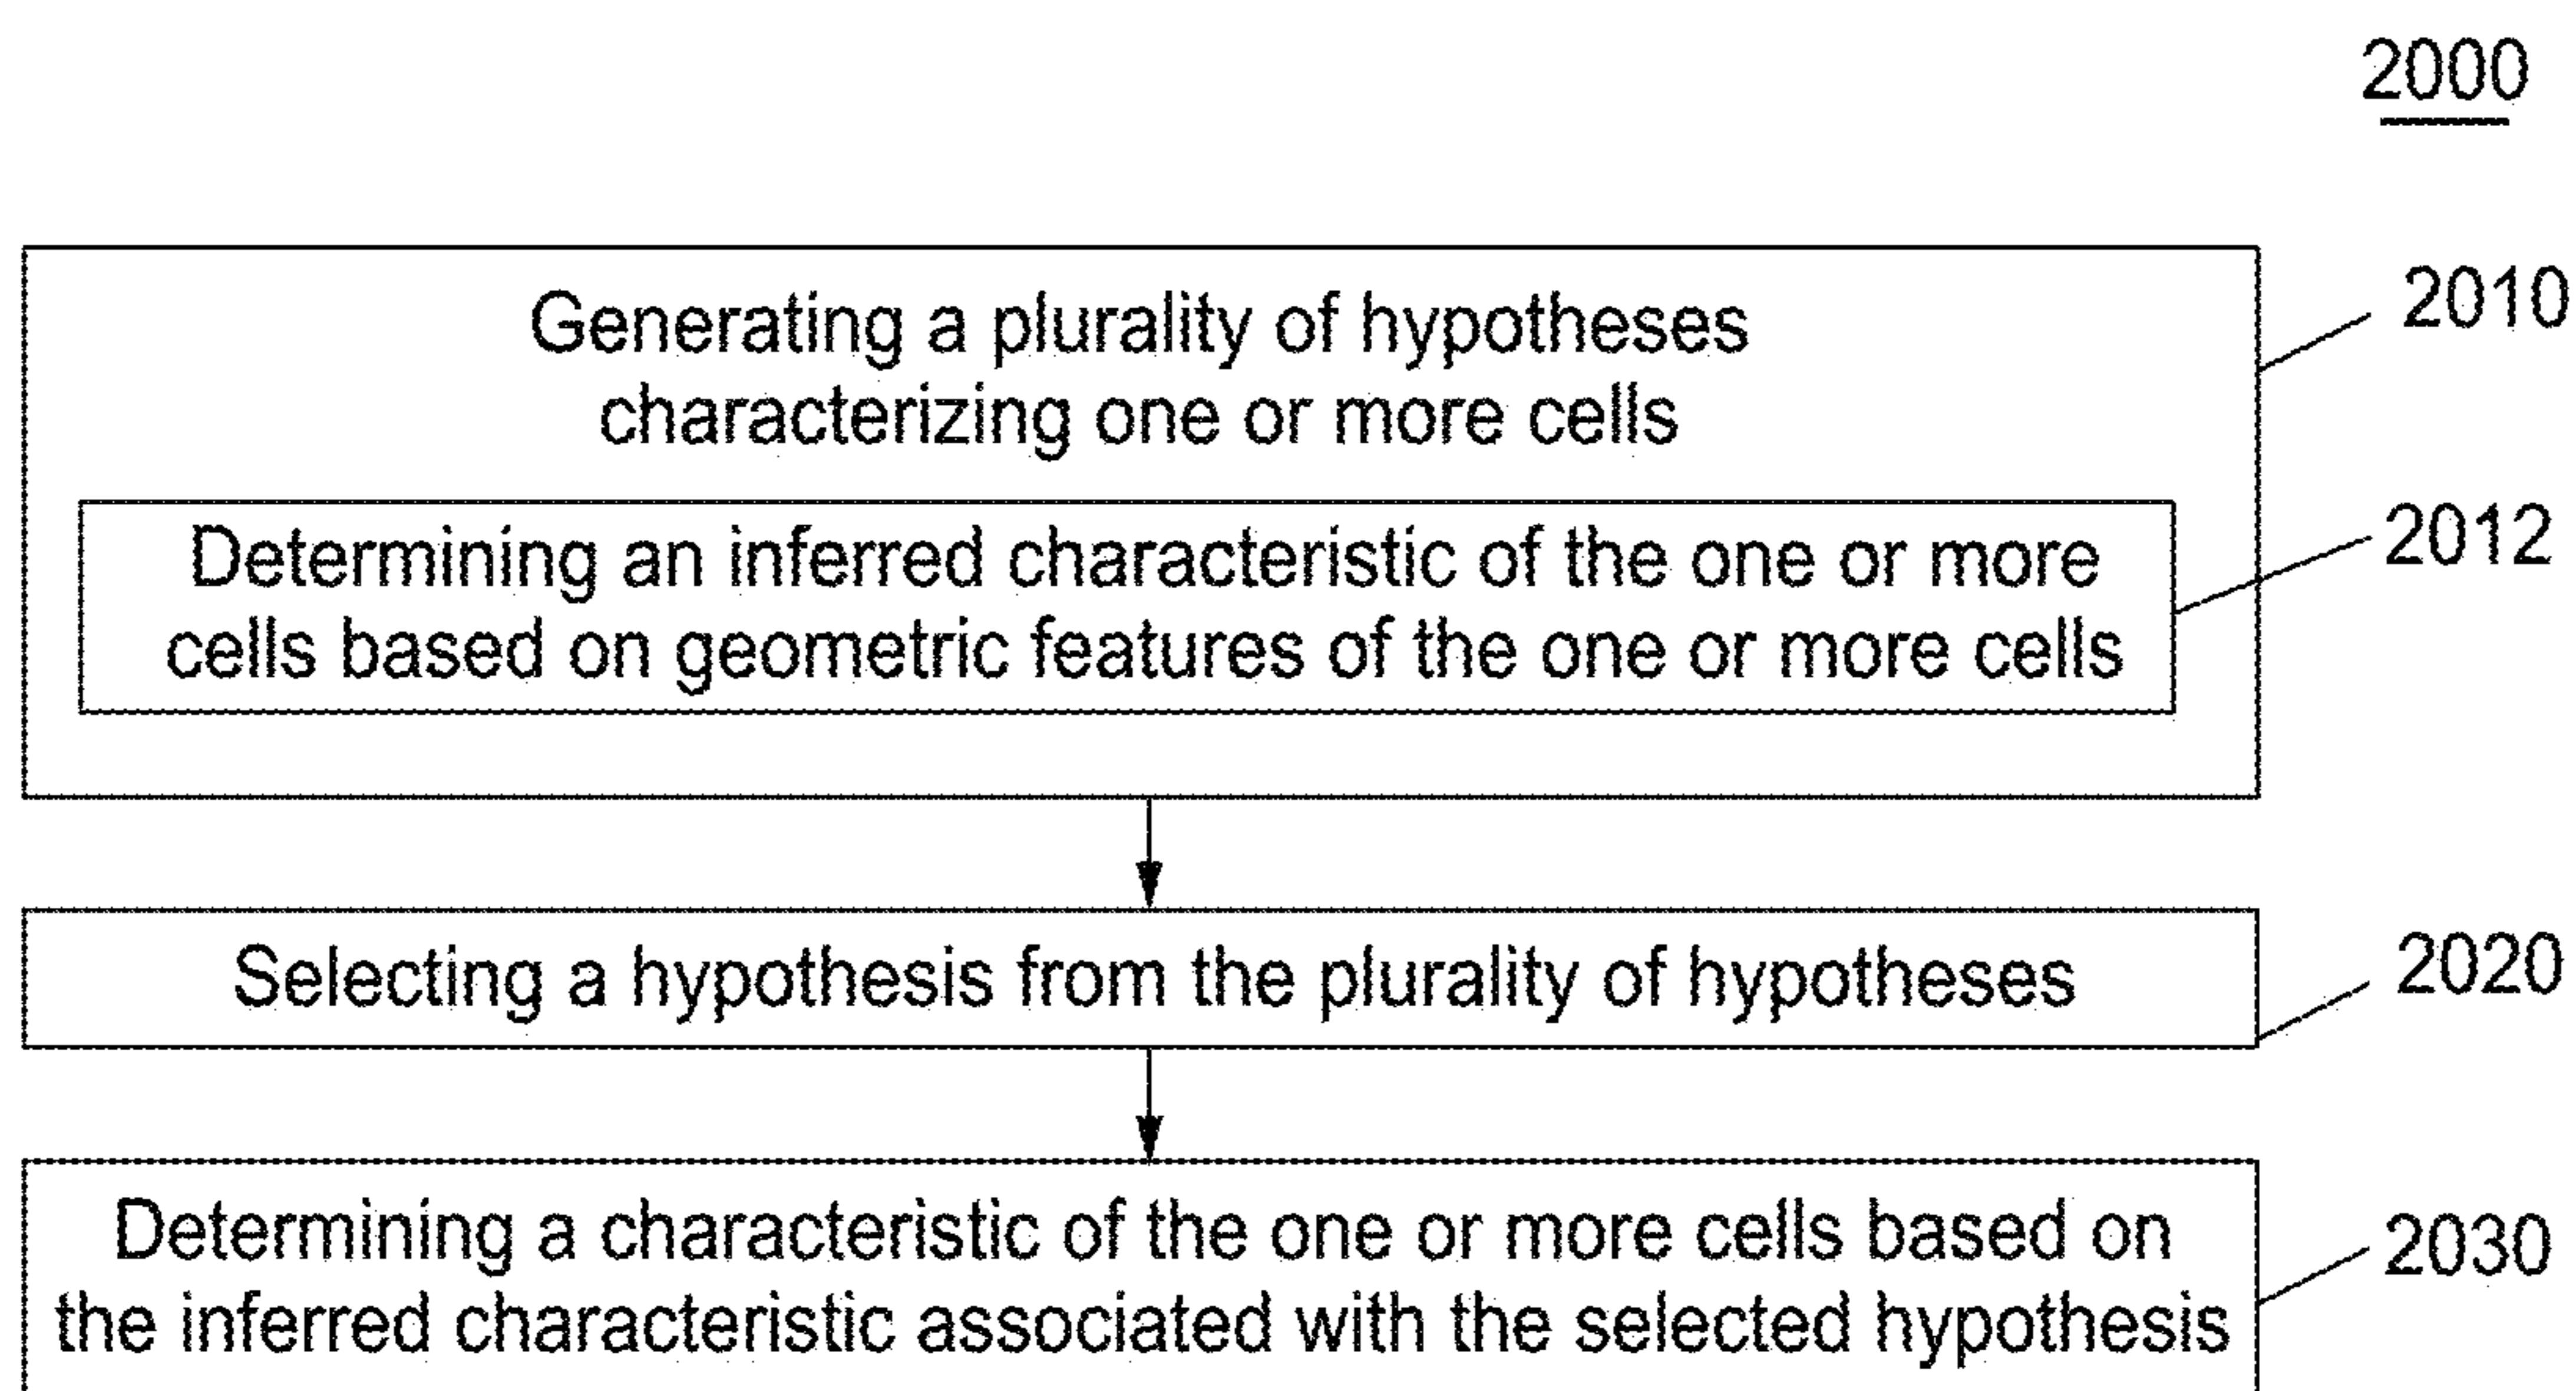 2000
Generating a plurality of hypotheses
characterizing one or more cells
2010
Determining an inferred characteristic of the one or more
cells based on geometric features of the one or more cells
2012
Selecting a hypothesis from the plurality of hypotheses
2020
Determining a characteristic of the one or more cells based on
the inferred characteristic associated with the selected hypothesis
2030